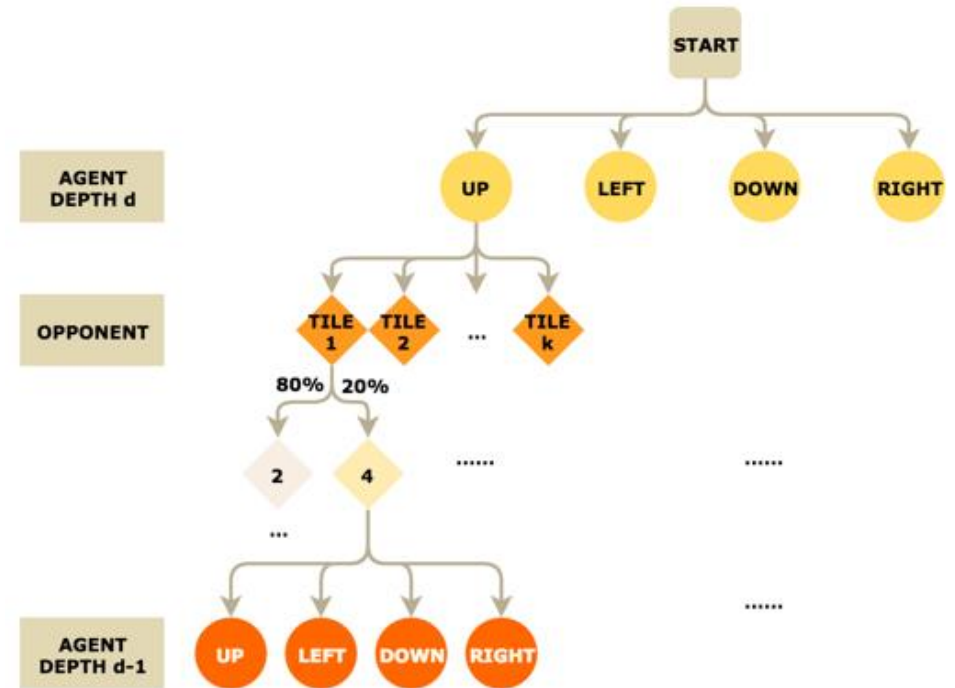 START
AGENT
DEPTH d
UP
LEFT
DOWN
RIGHT
OPPONENT
TILE
1
TILE
2
...
TILE
k
80%
20%
2
4
......
......
...
......
AGENT
DEPTH d-1
UP
LEFT
DOWN
RIGHT